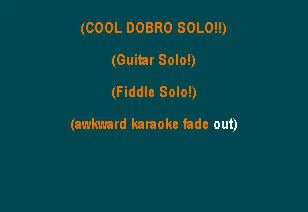 (COOL DOBRO SOLO!!)
(Guitar Solo!)
(Fiddle Solo!)
(awkward karaoke fade out)